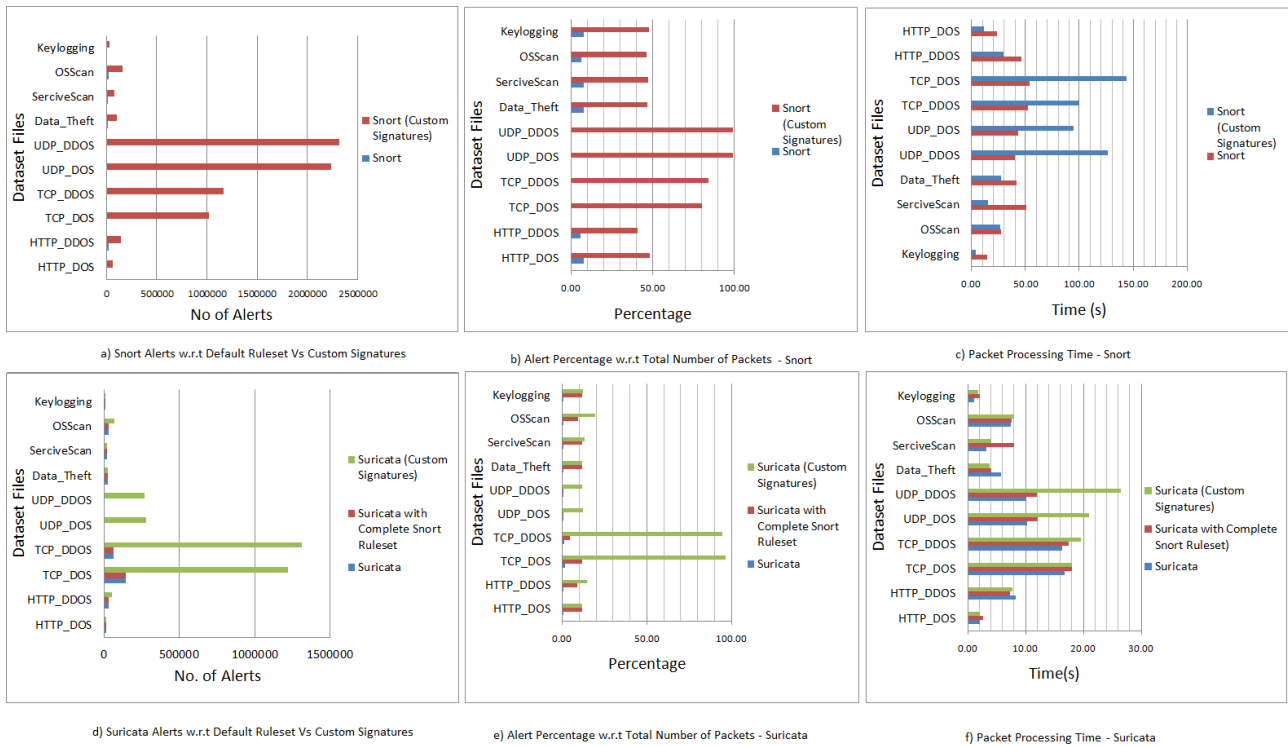 Keylogging
OSScan
SerciveScan
Data_Theft
UDP_DDOS
UDP_DOS
TCP_DDOS
TCP_DOS
HTTP_DDOS
HTTP_DOS
Dataset Files
0 500000 1000000 1500000 2000000 2500000
No of Alerts
Snort (Custom
Signatures)
Snort
a) Snort Alerts w.r.t Default Ruleset Vs Custom Signatures
Keylogging
OSScan
SerciveScan
Data_Theft
UDP_DDOS
UDP_DOS
TCP_DDOS
TCP_DOS
HTTP_DDOS
HTTP_DOS
Dataset Files
0.00 50.00 100.00
Percentage
Snort
(Custom
Signatures)
Snort
b) Alert Percentage w.r.t Total Number of Packets - Snort
HTTP_DOS
HTTP_DDOS
TCP_DOS
TCP_DDOS
UDP_DOS
UDP_DDOS
Data_Theft
SerciveScan
OSScan
Keylogging
Dataset Files
0.00 50.00 100.00 150.00 200.00
Time (s)
Snort
(Custom
Signatures)
Snort
c) Packet Processing Time - Snort
Keylogging
OSScan
SerciveScan
Data_Theft
UDP_DDOS
UDP_DOS
TCP_DDOS
TCP_DOS
HTTP_DDOS
HTTP_DOS
Dataset Files
0 500000 1000000 1500000
No. of Alerts
Suricata (Custom
Signatures)
Suricata with
Complete Snort
Ruleset
Suricata
d) Suricata Alerts w.r.t Default Ruleset Vs Custom Signatures
Keylogging
OSScan
SerciveScan
Data_Theft
UDP_DDOS
UDP_DOS
TCP_DDOS
TCP_DOS
HTTP_DDOS
HTTP_DOS
Dataset Files
0.00 50.00 100.00
Percentage
Suricata (Custom
Signatures)
Suricata with
Complete Snort
Ruleset
Suricata
e) Alert Percentage w.r.t Total Number of Packets - Suricata
Keylogging
OSScan
SerciveScan
Data_Theft
UDP_DDOS
UDP_DOS
TCP_DDOS
TCP_DOS
HTTP_DDOS
HTTP_DOS
Dataset Files
0.00 10.00 20.00 30.00
Time(s)
Suricata (Custom
Signatures)
Suricata with Complete
Snort Ruleset)
Suricata
f) Packet Processing Time - Suricata